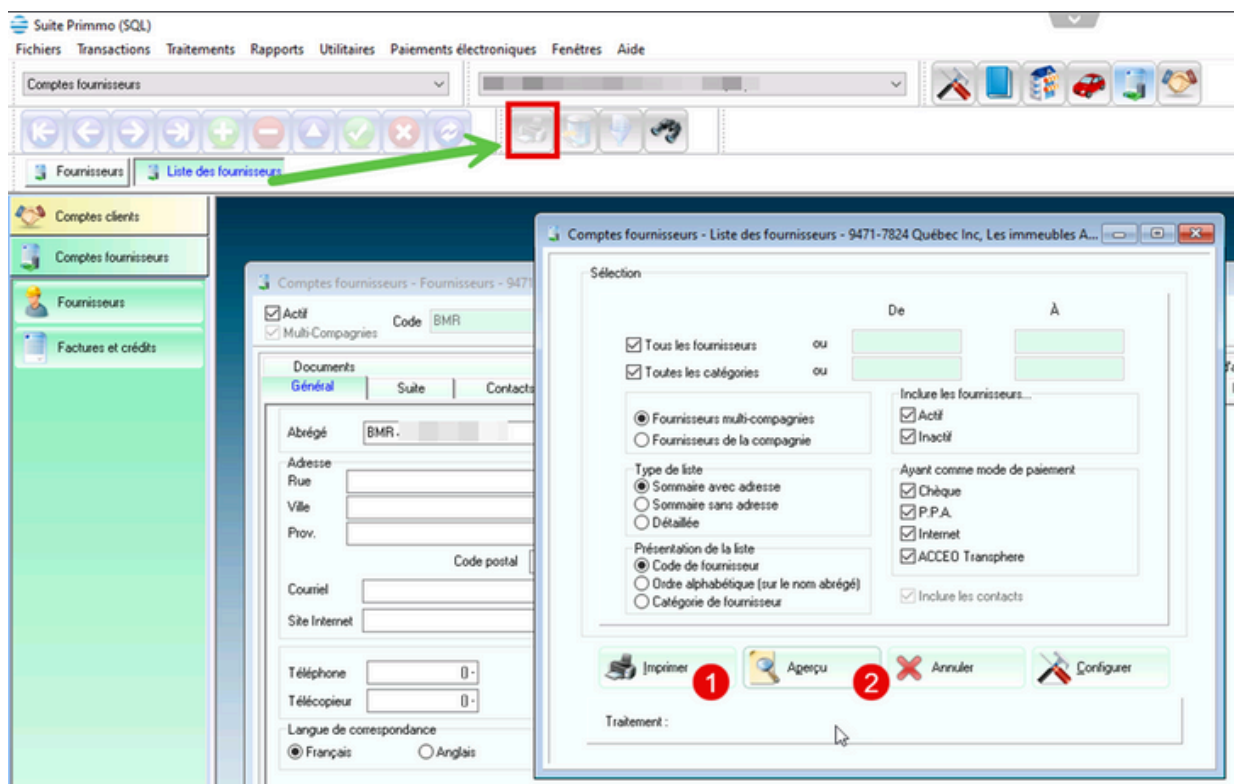 Suite Primmo (SQL)
Fichiers Transactions Traitements Rapports Utilitaires Paiements électroniques Fenêtres Aide
Comptes fournisseurs
Fournisseurs Liste des fournisseurs
Comptes clients
Comptes fournisseurs
Fournisseurs
Factures et crédits
Comptes fournisseurs - Fournisseurs - 9471
Actif
Multi-Compagnies
Code BMR
Documents
Général Suite Contacts
Abrégé BMR
Adresse
Rue
Ville
Prov.
Code postal
Courriel
Site Internet
Téléphone () -
Télécopieur () -
Langue de correspondance
Français Anglais
Comptes fournisseurs - Liste des fournisseurs - 9471-7824 Québec Inc, Les immeubles A...
Sélection
De À
Tous les fournisseurs ou
Toutes les catégories ou
Fournisseurs multi-compagnies
Fournisseurs de la compagnie
Inclure les fournisseurs...
Actif
Inactif
Type de liste
Sommaire avec adresse
Sommaire sans adresse
Détaillée
Ayant comme mode de paiement
Chèque
P.P.A.
Internet
ACCEO Transphere
Présentation de la liste
Code de fournisseur
Ordre alphabétique (sur le nom abrégé)
Catégorie de fournisseur
Inclure les contacts
Imprimer 1 Aperçu 2 Annuler Configurer
Traitement :